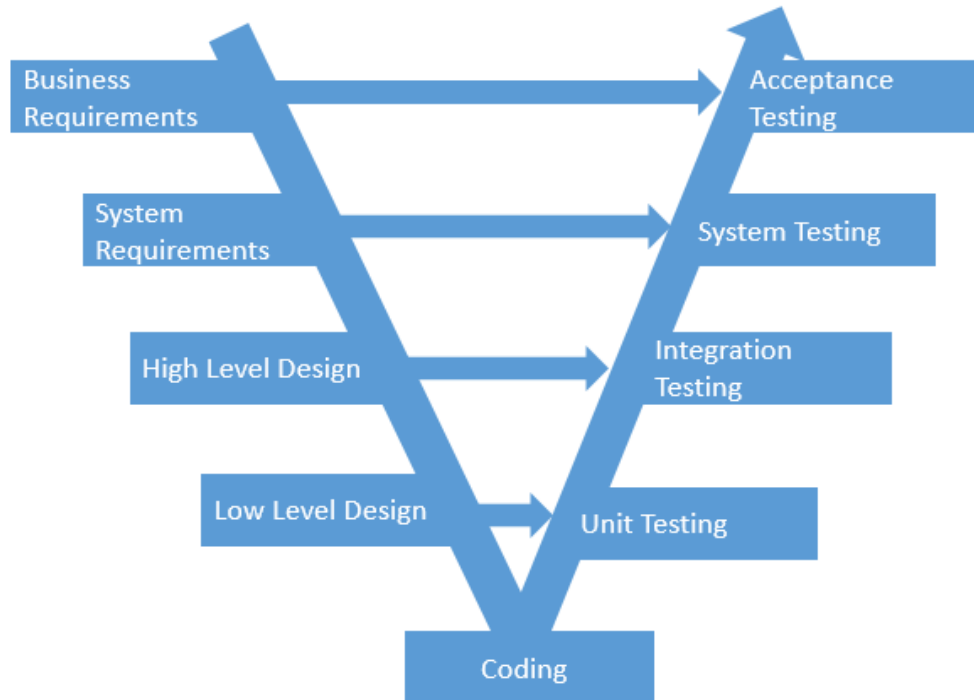 Business
Requirements
Acceptance
Testing
System
Requirements
System Testing
High Level Design
Integration
Testing
Low Level Design
Unit Testing
Coding